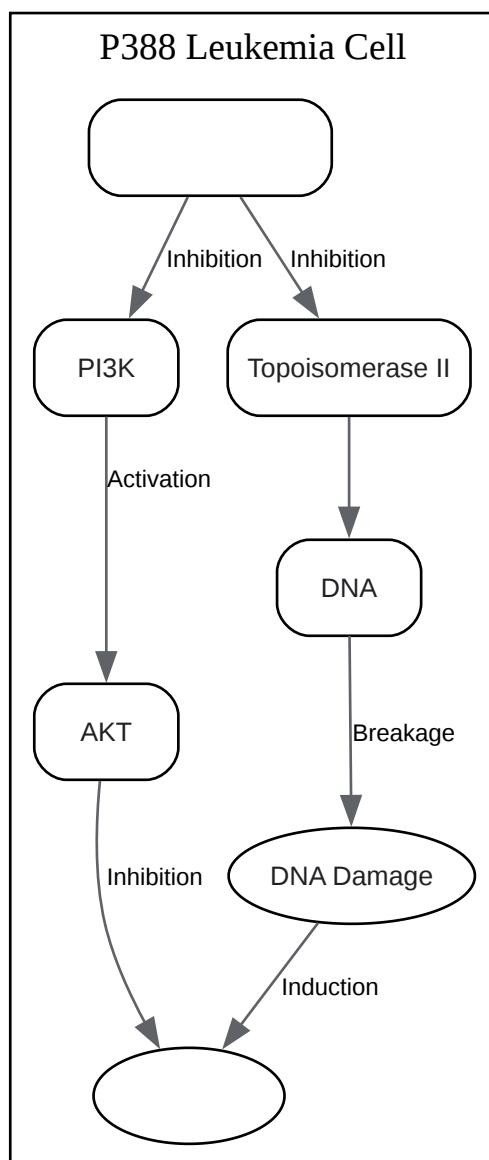 P388 Leukemia Cell
Inhibition
Inhibition
PI3K
Topoisomerase II
Activation
DNA
AKT
Breakage
Inhibition
DNA Damage
Induction